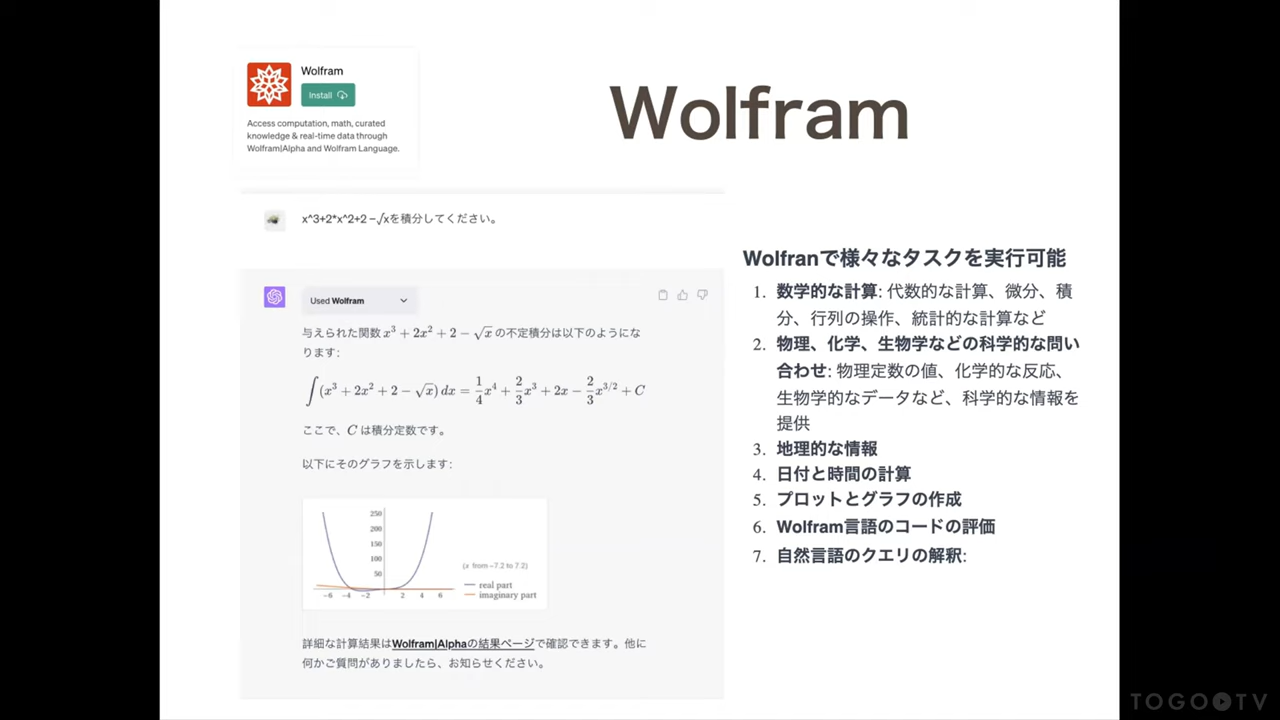 Wolfram
Install
Access computation, math, curated
knowledge & real-time data through
Wolfram|Alpha and Wolfram Language.
Wolfram
x^3+2*x^2+2−√xを積分してください。
Used Wolfram
与えられた関数 x³ + 2x² + 2 − √x の不定積分は以下のようにな
ります:
∫(x³ + 2x² + 2 − √x) dx = 1/4 x⁴ + 2/3 x³ + 2x − 2/3 x^{3/2} + C
ここで、C は積分定数です。
以下にそのグラフを示します:
250
200
150
100
50
−6 −4 −2 2 4 6
(x from −7.2 to 7.2)
real part
imaginary part
詳細な計算結果はWolfram|Alphaの結果ページで確認できます。他に
何かご質問がありましたら、お知らせください。
Wolfranで様々なタスクを実行可能
1. 数学的な計算: 代数的な計算、微分、積
分、行列の操作、統計的な計算など
2. 物理、化学、生物学などの科学的な問い
合わせ: 物理定数の値、化学的な反応、
生物学的なデータなど、科学的な情報を
提供
3. 地理的な情報
4. 日付と時間の計算
5. プロットとグラフの作成
6. Wolfram言語のコードの評価
7. 自然言語のクエリの解釈:
TOGOTV